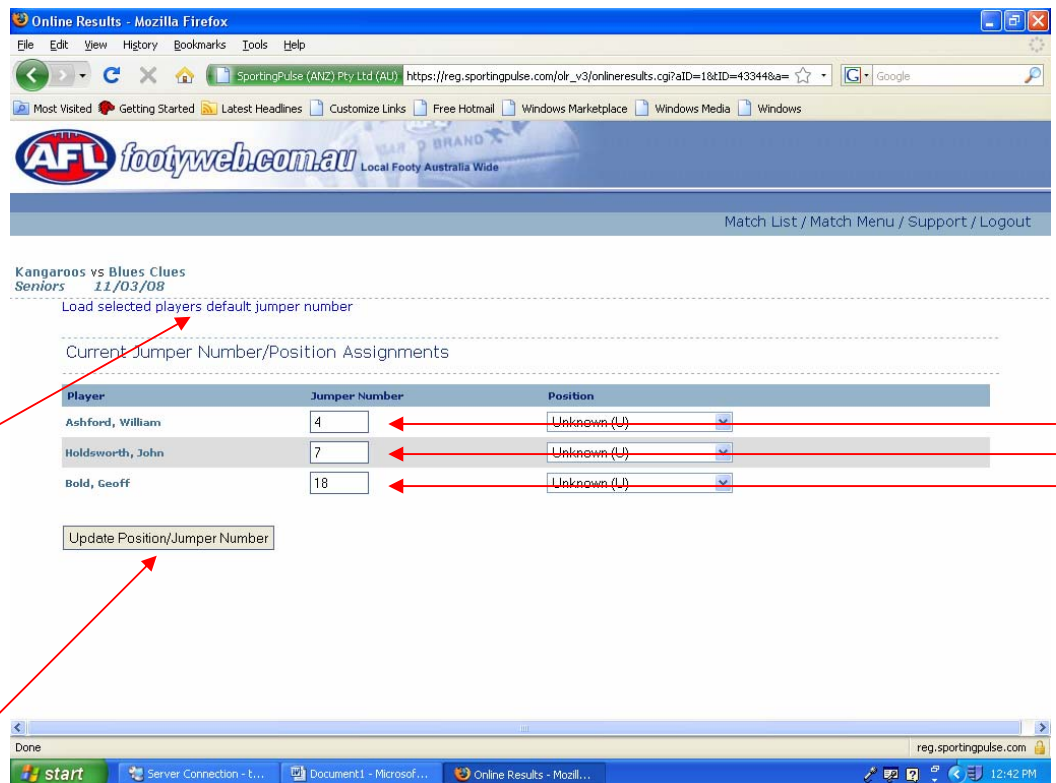 Online Results - Mozilla Firefox
File Edit View History Bookmarks Tools Help
SportingPulse (ANZ) Pty Ltd (AU) https://reg.sportingpulse.com/olr_v3/onlineresults.cgi?aID=1&tID=43344&a= G Google
Most Visited Getting Started Latest Headlines Customize Links Free Hotmail Windows Marketplace Windows Media Windows
AFL footyweb.com.au Local Footy Australia Wide
Match List / Match Menu / Support / Logout
Kangaroos vs Blues Clues
Seniors 11/03/08
Load selected players default jumper number
Current Jumper Number/Position Assignments
Player Jumper Number Position
Ashford, William 4 Unknown (U)
Holdsworth, John 7 Unknown (U)
Bold, Geoff 18 Unknown (U)
Update Position/Jumper Number
Done reg.sportingpulse.com
start Server Connection - t... Document1 - Microsof... Online Results - Mozill... 12:42 PM